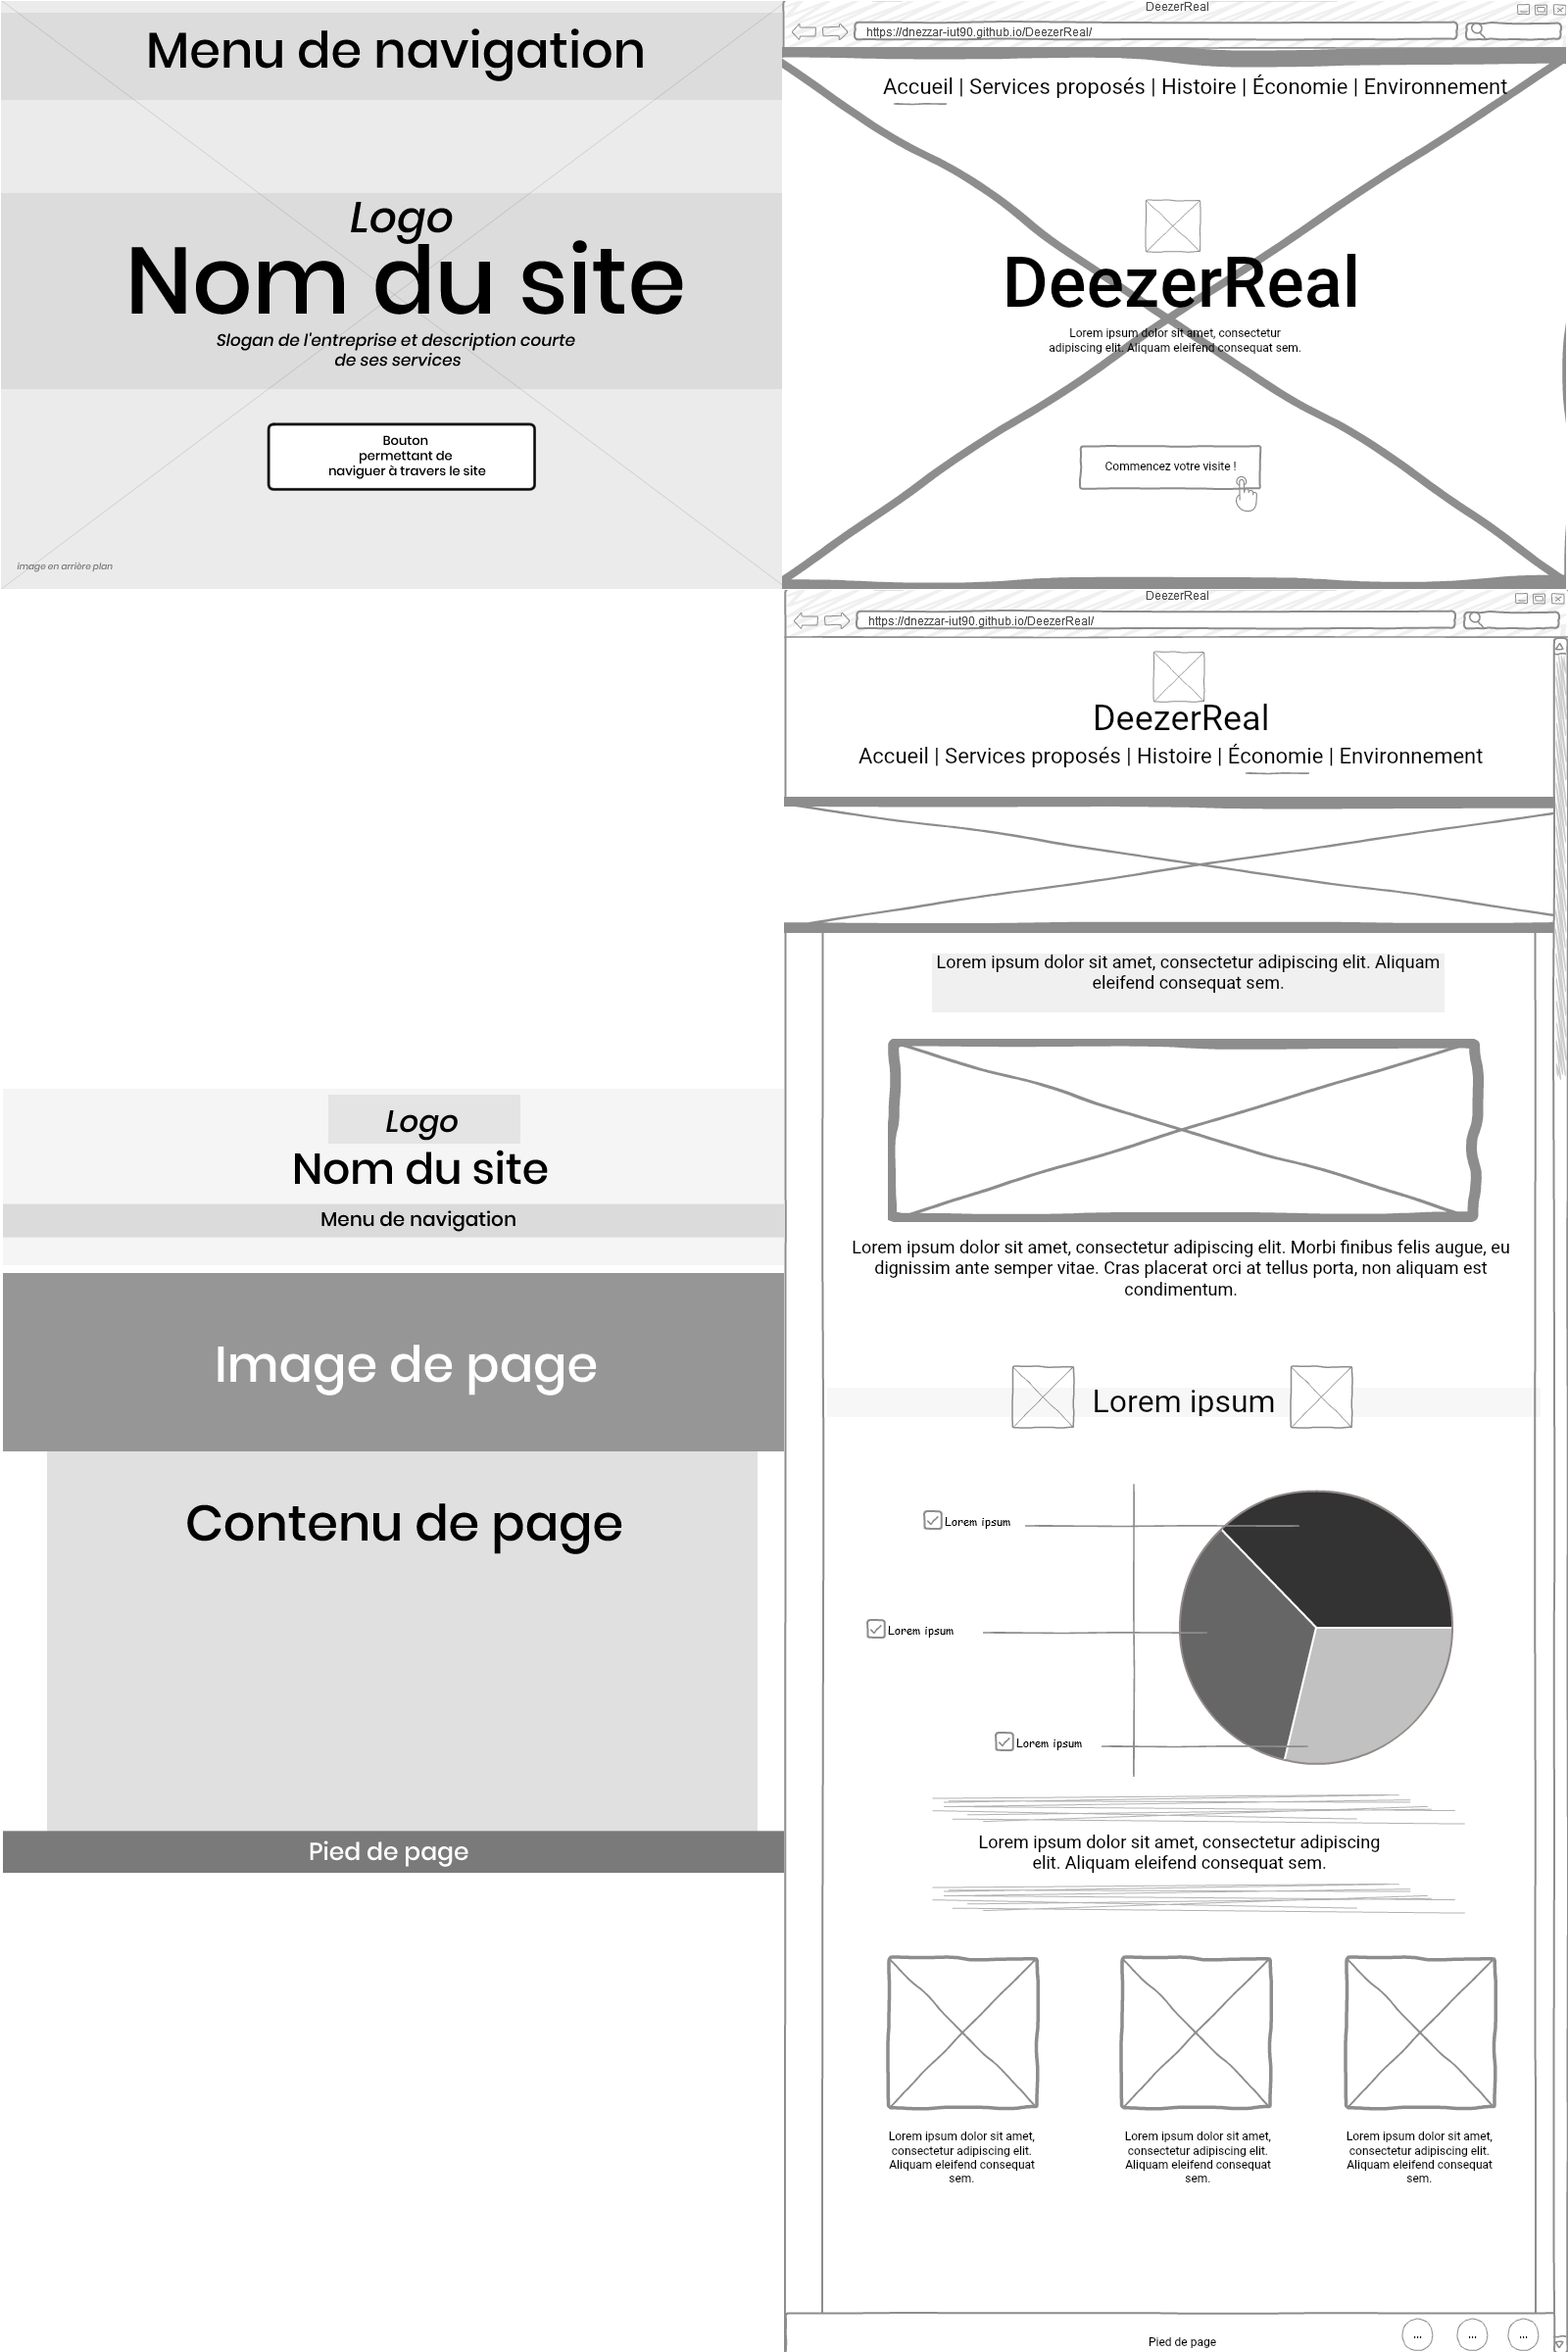 Menu de navigation
Logo
Nom du site
Slogan de l'entreprise et description courte
de ses services
Bouton
permettant de
naviguer à travers le site
image en arrière plan
DeezerReal
https://dnezzar-iut90.github.io/DeezerReal/
Accueil | Services proposés | Histoire | Économie | Environnement
DeezerReal
Lorem ipsum dolor sit amet, consectetur
adipiscing elit. Aliquam eleifend consequat sem.
Commencez votre visite !
Logo
Nom du site
Menu de navigation
Image de page
Contenu de page
Pied de page
DeezerReal
https://dnezzar-iut90.github.io/DeezerReal/
DeezerReal
Accueil | Services proposés | Histoire | Économie | Environnement
Lorem ipsum dolor sit amet, consectetur adipiscing elit. Aliquam
eleifend consequat sem.
Lorem ipsum dolor sit amet, consectetur adipiscing elit. Morbi finibus felis augue, eu
dignissim ante semper vitae. Cras placerat orci at tellus porta, non aliquam est
condimentum.
Lorem ipsum
Lorem ipsum
Lorem ipsum
Lorem ipsum
Lorem ipsum dolor sit amet, consectetur adipiscing
elit. Aliquam eleifend consequat sem.
Lorem ipsum dolor sit amet,
consectetur adipiscing elit.
Aliquam eleifend consequat
sem.
Lorem ipsum dolor sit amet,
consectetur adipiscing elit.
Aliquam eleifend consequat
sem.
Lorem ipsum dolor sit amet,
consectetur adipiscing elit.
Aliquam eleifend consequat
sem.
Pied de page
... ... ...